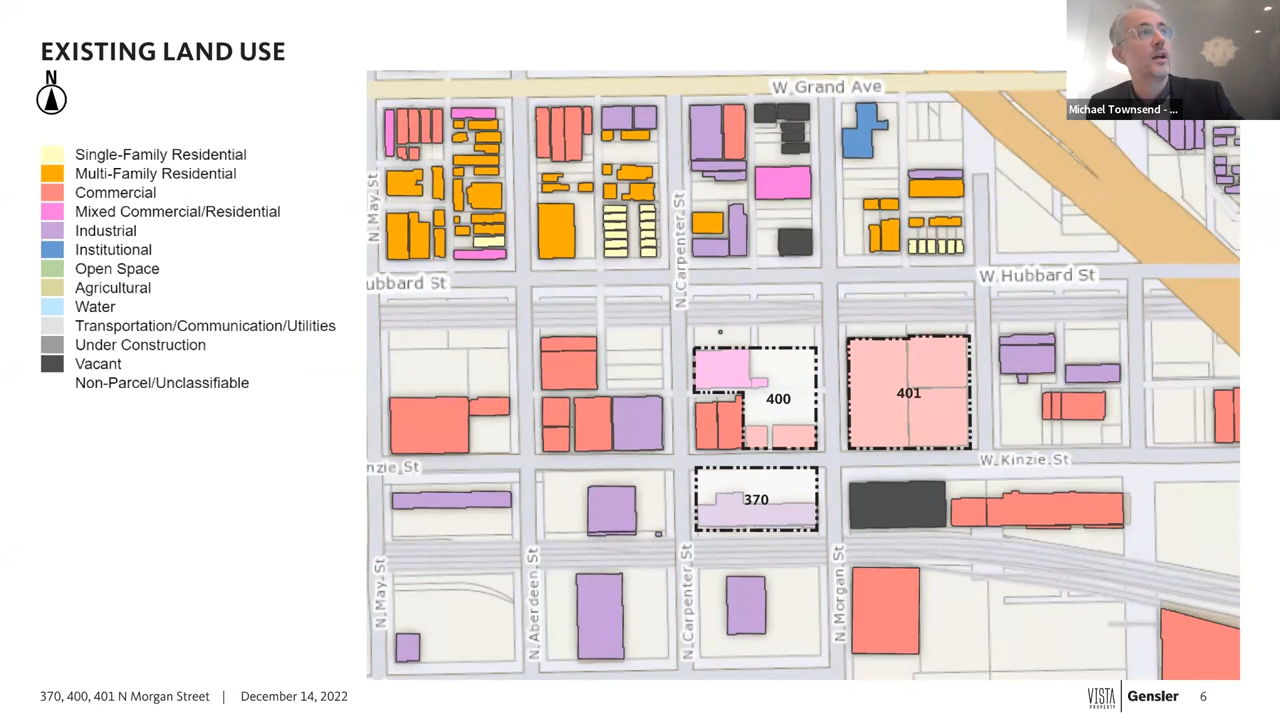 EXISTING LAND USE
N
Single-Family Residential
Multi-Family Residential
Commercial
Mixed Commercial/Residential
Industrial
Institutional
Open Space
Agricultural
Water
Transportation/Communication/Utilities
Under Construction
Vacant
Non-Parcel/Unclassifiable
W Grand Ave
Michael Townsend - ...
N May St
N Carpenter St
ubbard St
W Hubbard St
400
401
nzie St
W Kinzie St
370
N May St
N Aberdeen St
N Carpenter St
N Morgan St
370, 400, 401 N Morgan Street | December 14, 2022
VISTA
PROPERTY
Gensler
6